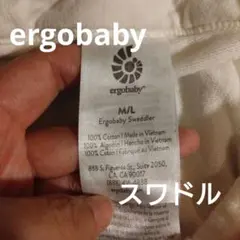 ergobaby
ergobaby
M/L
Ergobaby Swaddler
100% Cotton | Made in Vietnam
100% Algodón | Hecho en Vietnam
100% Coton | Fabriqué au Vietnam
S. Figueroa St., Suite 2050,
LA, CA 90017
スワドル